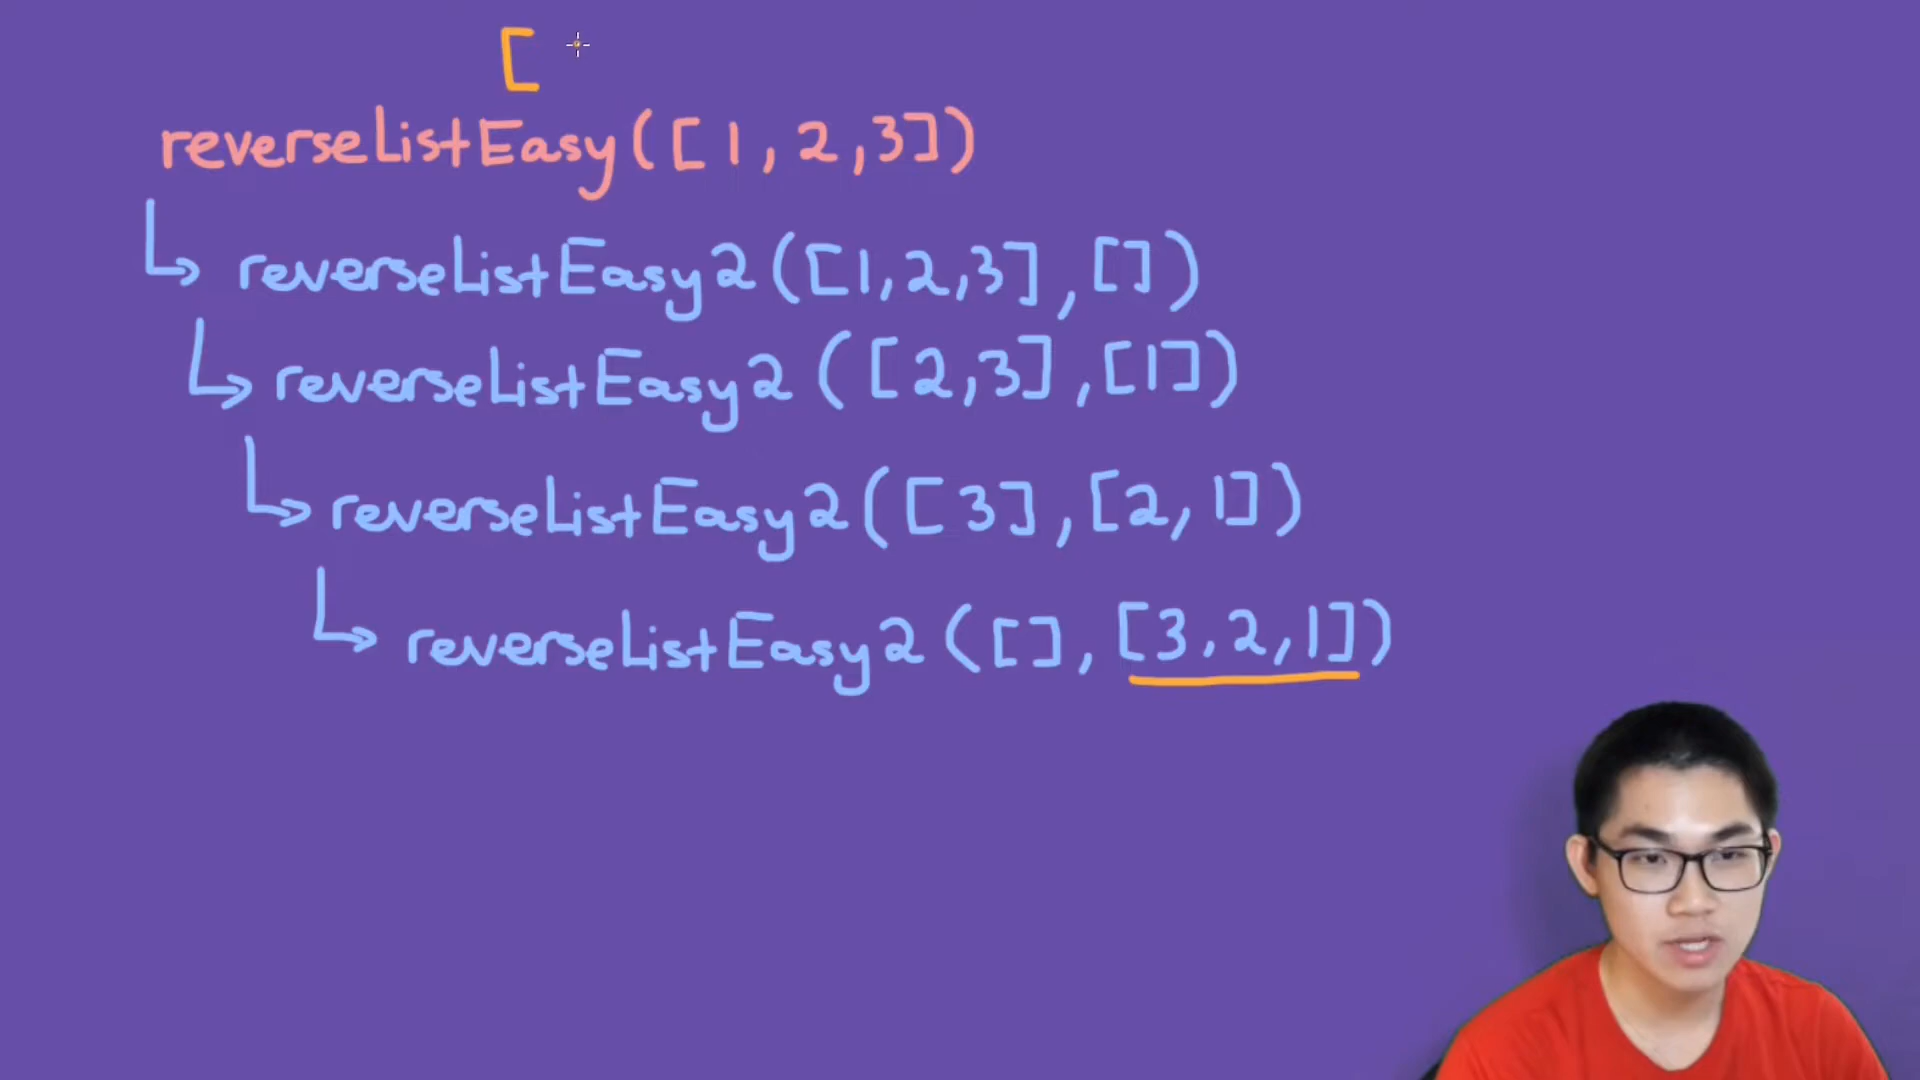 [
reverseListEasy([1,2,3])
↳ reverseListEasy2([1,2,3],[])
↳ reverseListEasy2([2,3],[1])
↳ reverseListEasy2([3],[2,1])
↳ reverseListEasy2([],[3,2,1])